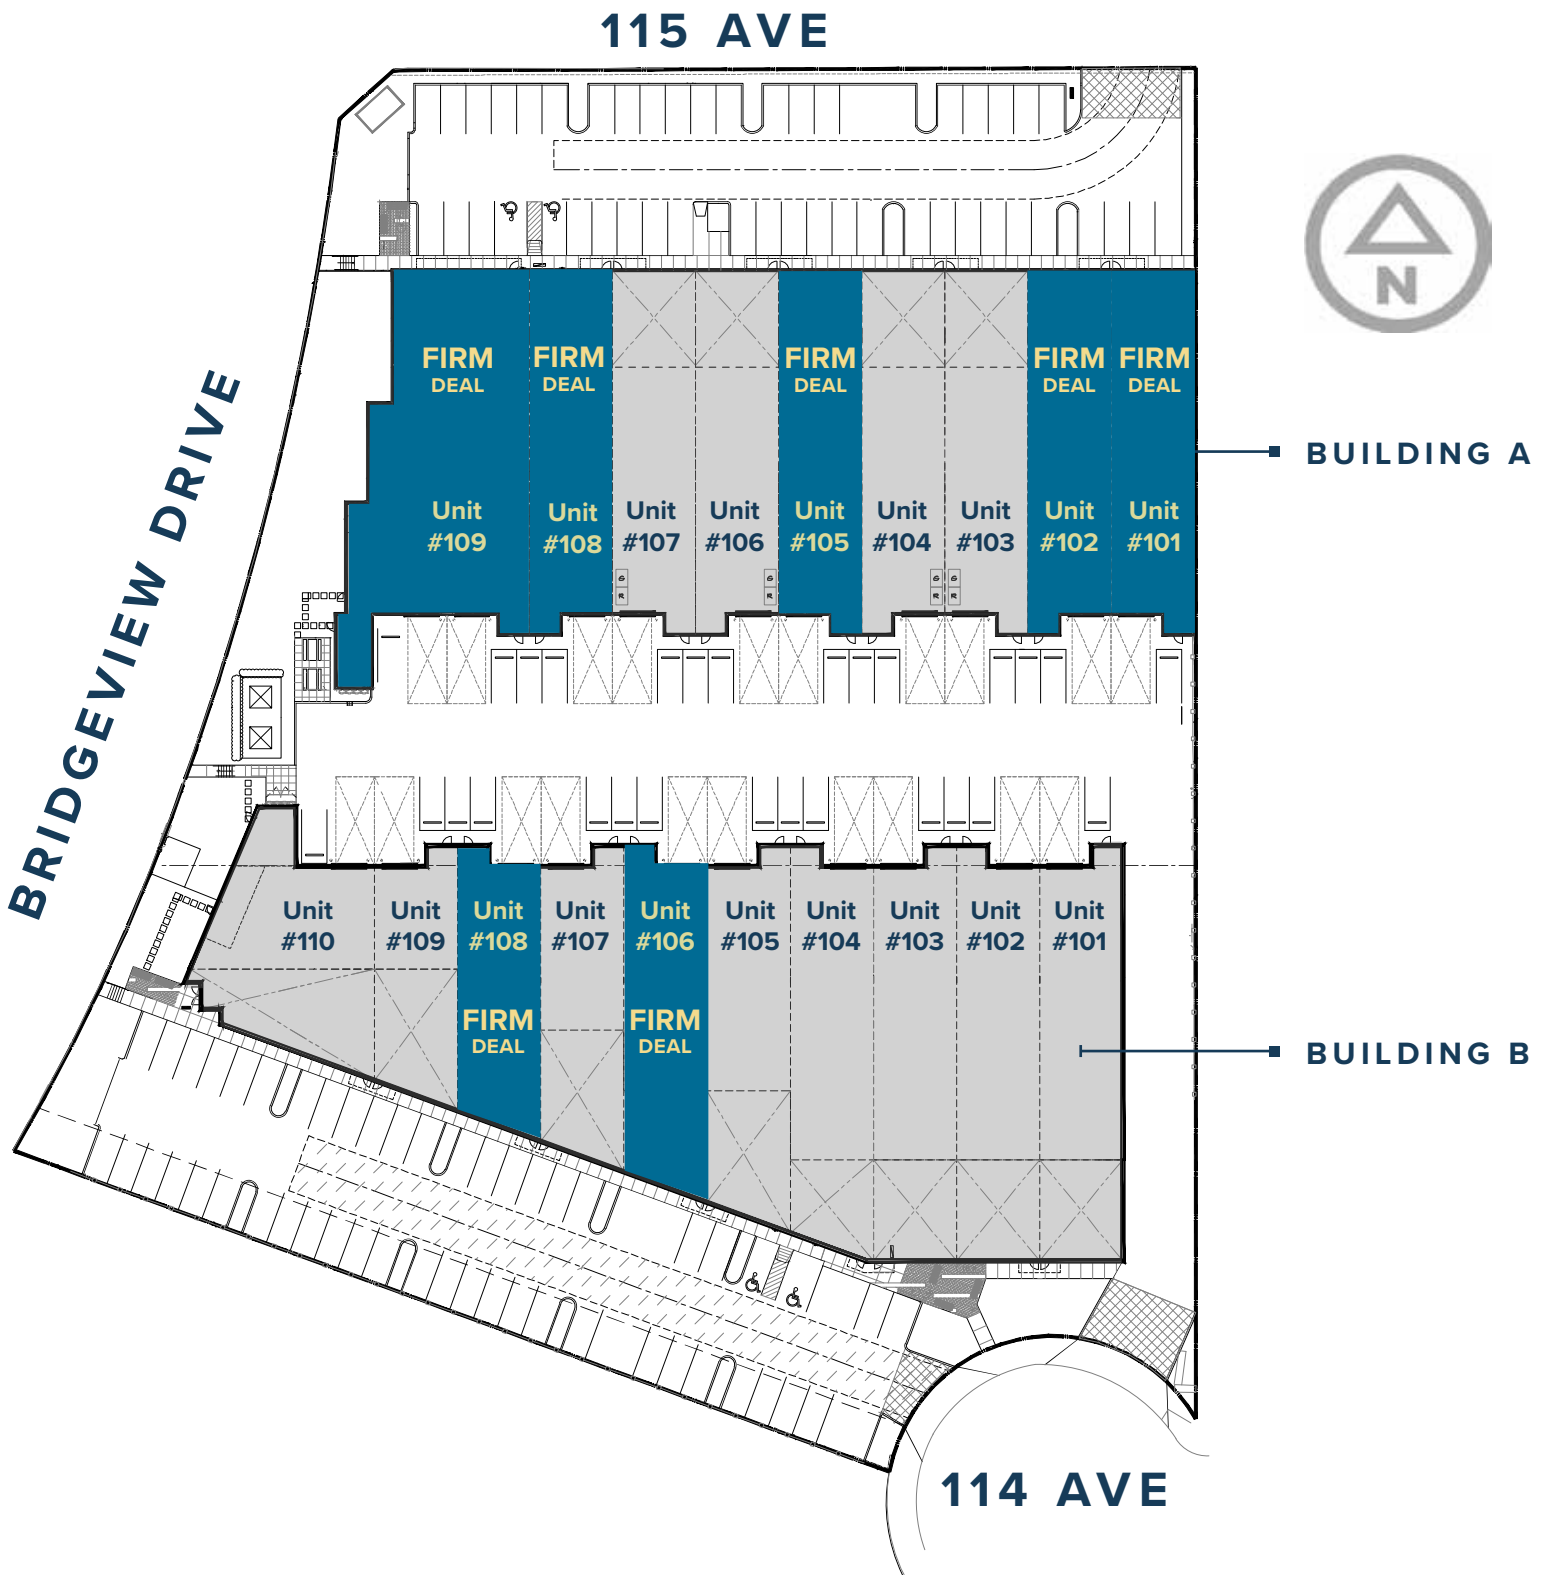 115 AVE
N
BRIDGEVIEW DRIVE
FIRM
DEAL
FIRM
DEAL
FIRM
DEAL
FIRM
DEAL
FIRM
DEAL
BUILDING A
Unit
#109
Unit
#108
Unit
#107
Unit
#106
Unit
#105
Unit
#104
Unit
#103
Unit
#102
Unit
#101
Unit
#110
Unit
#109
Unit
#108
Unit
#107
Unit
#106
Unit
#105
Unit
#104
Unit
#103
Unit
#102
Unit
#101
FIRM
DEAL
FIRM
DEAL
BUILDING B
114 AVE